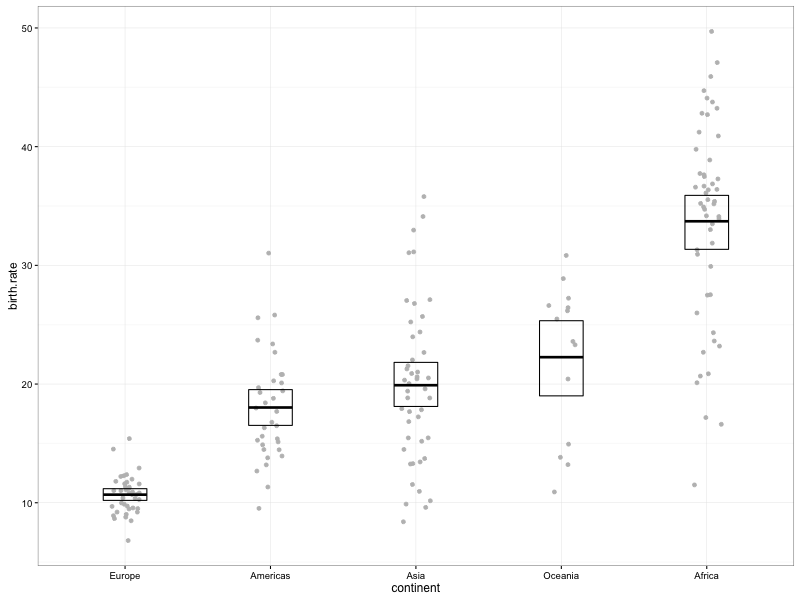 50
40
30
20
10
birth.rate
Europe
Americas
Asia
Oceania
Africa
continent